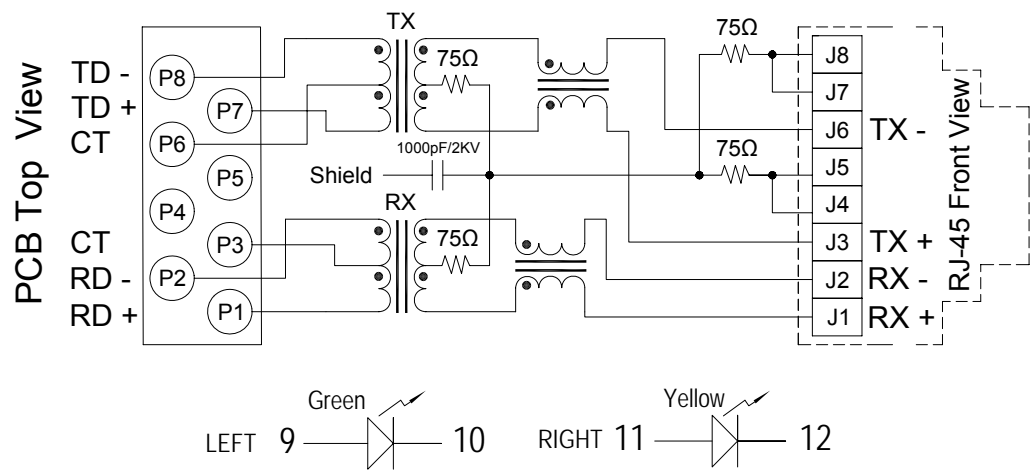 PCB Top View
TD -
TD +
CT
CT
RD -
RD +
P8
P7
P6
P5
P4
P3
P2
P1
TX
75Ω
1000pF/2KV
Shield
RX
75Ω
75Ω
75Ω
J8
J7
J6
J5
J4
J3
J2
J1
TX -
TX +
RX -
RX +
RJ-45 Front View
Green
LEFT 9 10
Yellow
RIGHT 11 12